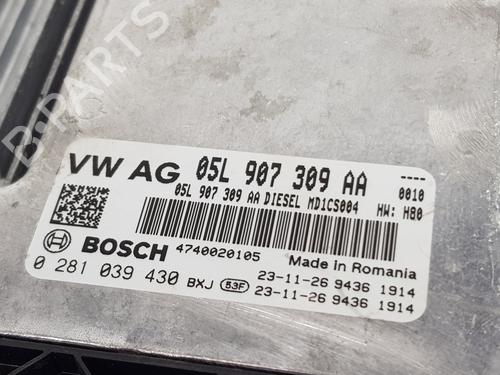 B-PARTS
VW AG 05L 907 309 AA -----
05L 907 309 AA DIESEL MD1CS004 0010
HW: H80
BOSCH 4740020105 Made in Romania
0 281 039 430 BXJ 53F 23-11-26 9436 1914
23-11-26 9436 1914